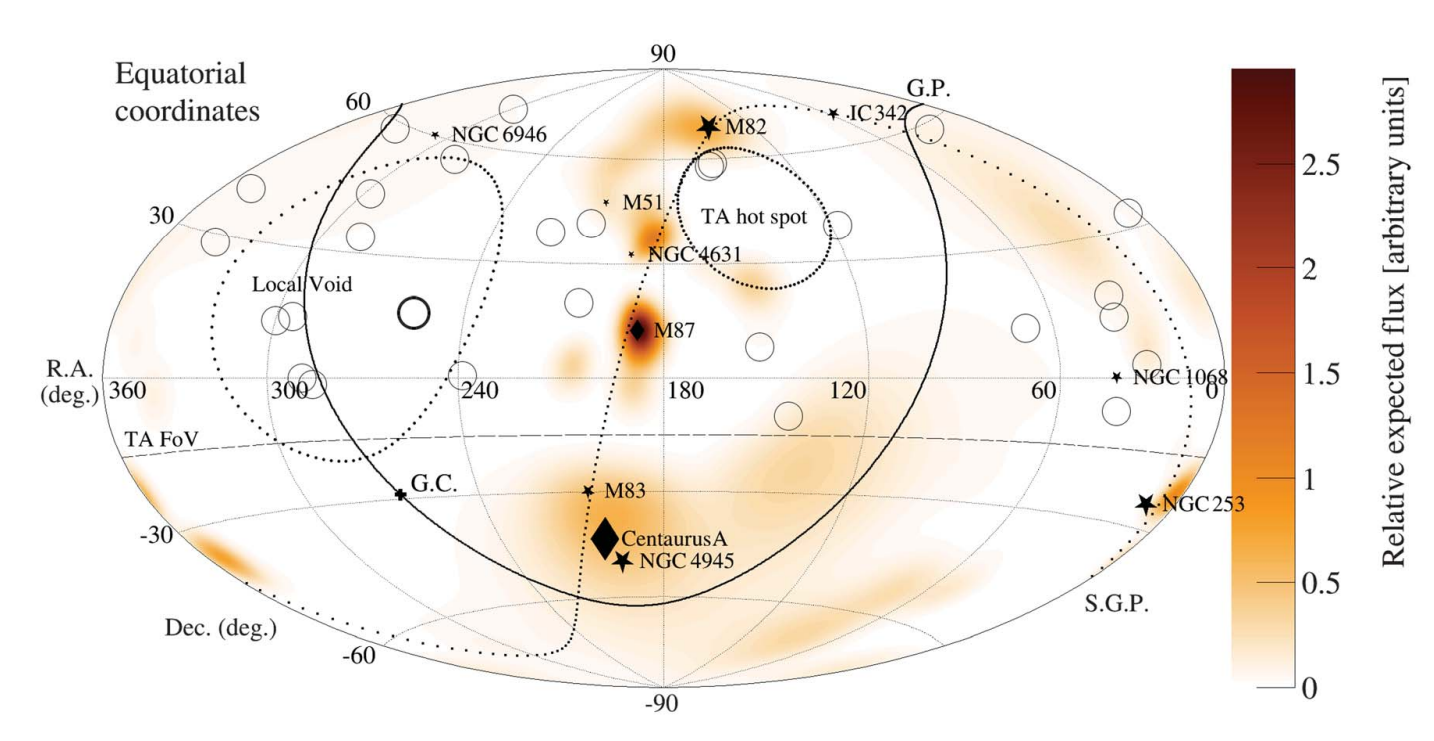 Equatorial
coordinates
90
G.P.
60
NGC 6946
M82
IC 342
30
M51
TA hot spot
NGC 4631
Local Void
M87
R.A.
(deg.)
360
300
240
180
120
60
0
NGC 1068
TA FoV
G.C.
M83
NGC 253
-30
Centaurus A
NGC 4945
S.G.P.
Dec. (deg.)
-60
-90
2.5
2
1.5
1
0.5
0
Relative expected flux [arbitrary units]